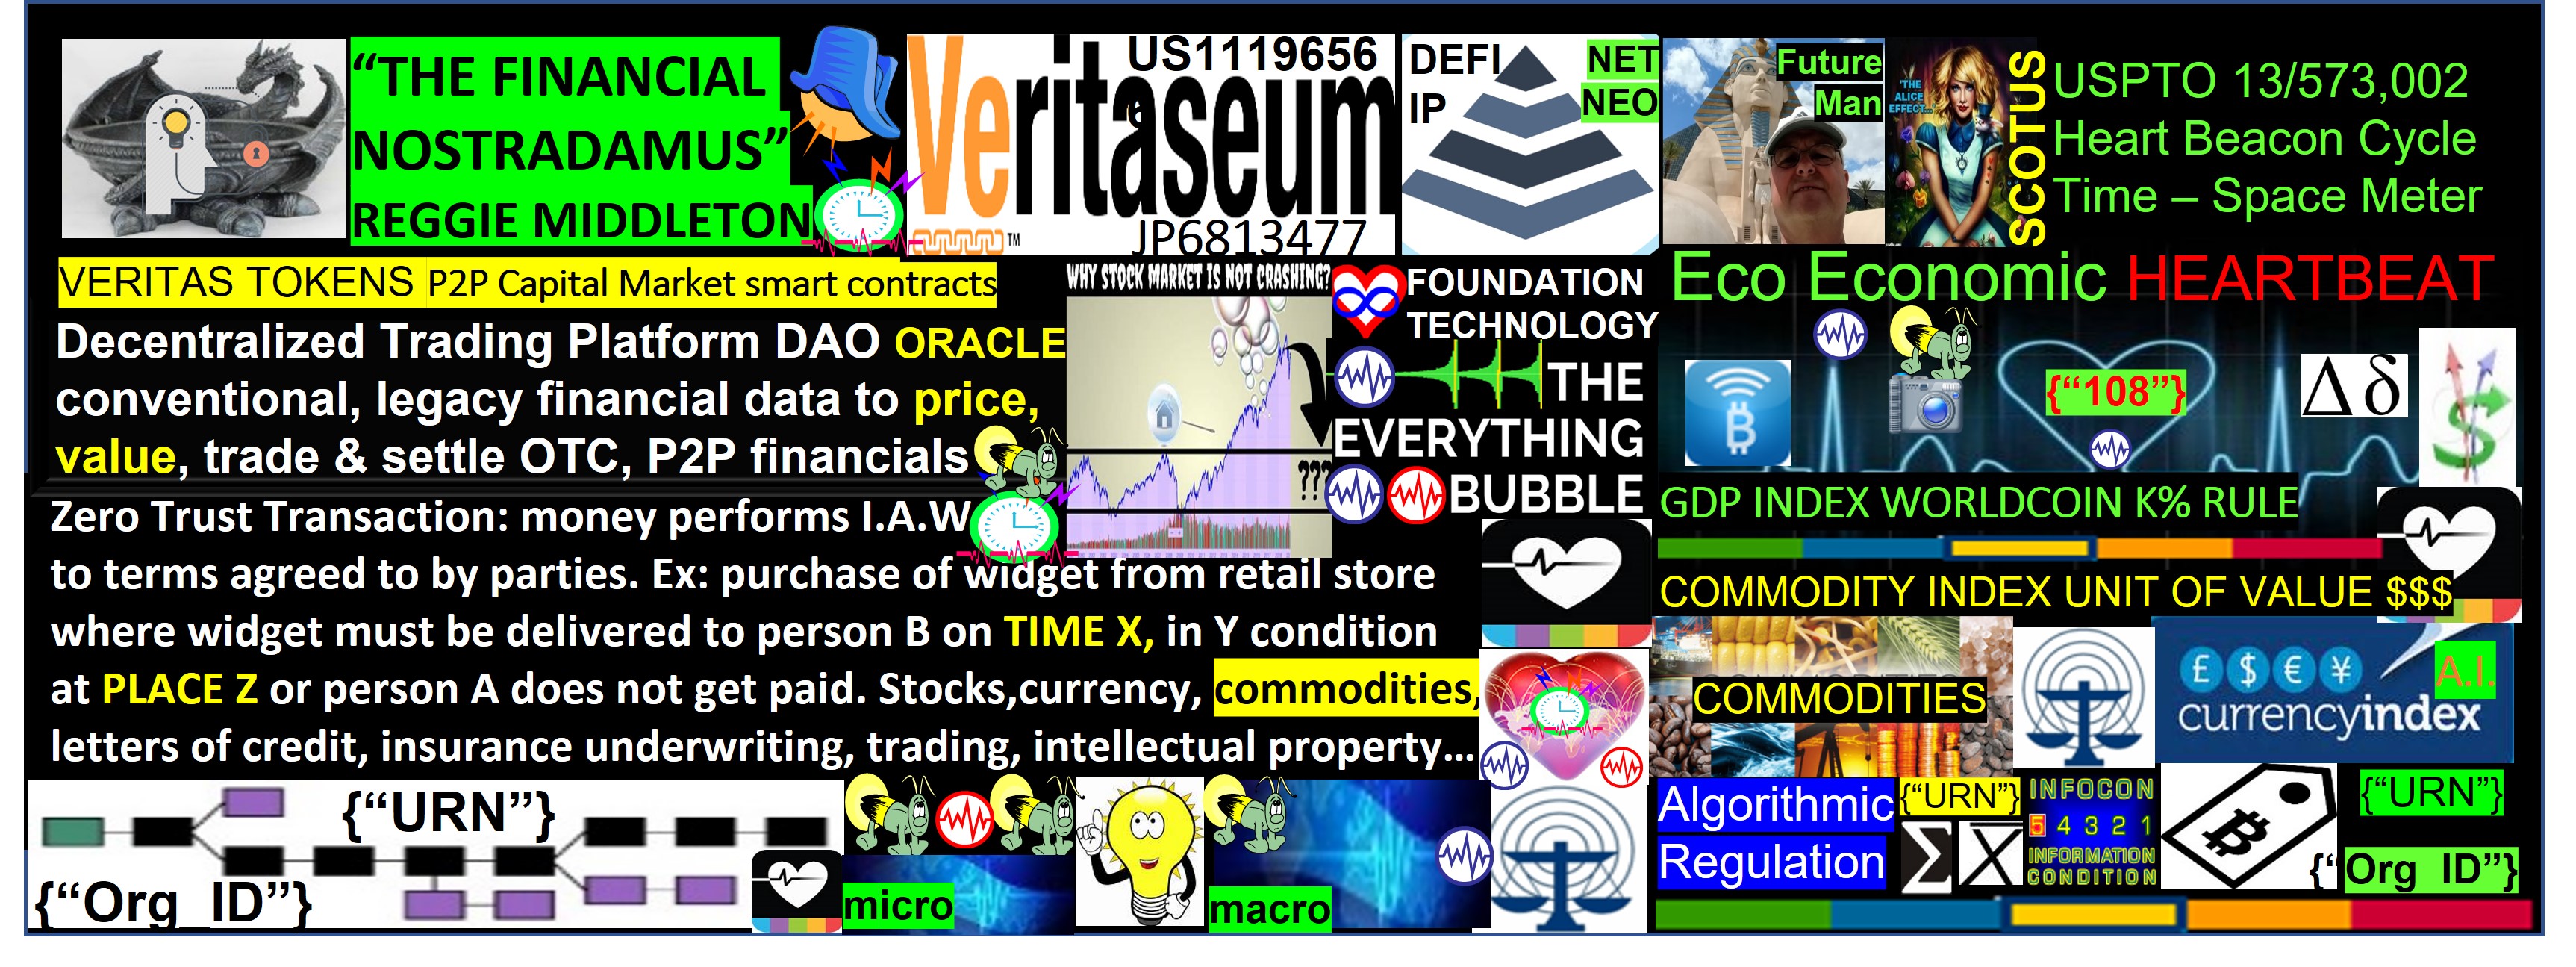 “THE FINANCIAL
NOSTRADAMUS”
REGGIE MIDDLETON
US1119656
Veritaseum
TM
JP6813477
DEFI
IP
NET
NEO
Future
Man
'THE
ALICE
EFFECT...'
SCOTUS
USPTO 13/573,002
Heart Beacon Cycle
Time – Space Meter
VERITAS TOKENS P2P Capital Market smart contracts
Decentralized Trading Platform DAO ORACLE
conventional, legacy financial data to price,
value, trade & settle OTC, P2P financials
WHY STOCK MARKET IS NOT CRASHING?
???
FOUNDATION
TECHNOLOGY
THE
EVERYTHING
BUBBLE
Eco Economic HEARTBEAT
{“108”}
Δ δ
GDP INDEX WORLDCOIN K% RULE
COMMODITY INDEX UNIT OF VALUE $$$
Zero Trust Transaction: money performs I.A.W
to terms agreed to by parties. Ex: purchase of widget from retail store
where widget must be delivered to person B on TIME X, in Y condition
at PLACE Z or person A does not get paid. Stocks,currency, commodities,
letters of credit, insurance underwriting, trading, intellectual property...
COMMODITIES
£ $ € ¥
A.I.
currencyindex
{“URN”}
{“Org_ID”}
micro
macro
Algorithmic
Regulation
{“URN”}
Σ X
INFOCON
5 4 3 2 1
INFORMATION
CONDITION
{“URN”}
{“Org ID”}